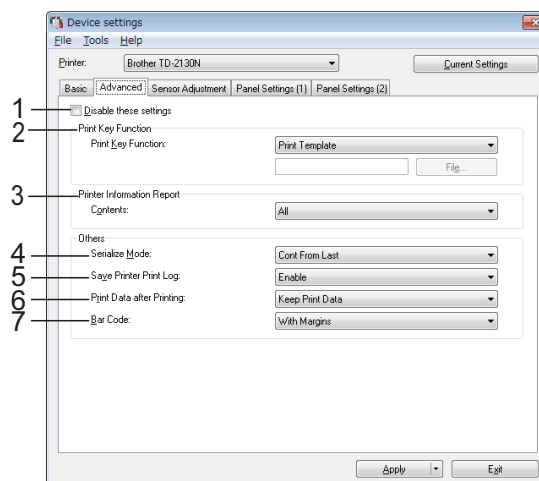 Device settings
File Tools Help
Printer: Brother TD-2130N Current Settings
Basic Advanced Sensor Adjustment Panel Settings (1) Panel Settings (2)
1 Disable these settings
2 Print Key Function
Print Key Function: Print Template
File...
3 Printer Information Report
Contents: All
Others
4 Serialize Mode: Cont From Last
5 Save Printer Print Log: Enable
6 Print Data after Printing: Keep Print Data
7 Bar Code: With Margins
Apply Exit